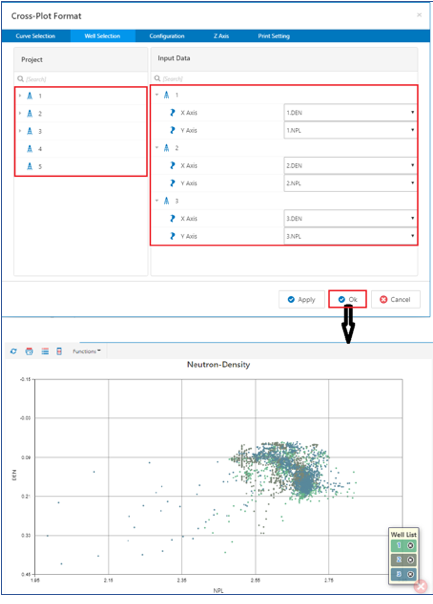 Cross-Plot Format ×
Curve Selection Well Selection Configuration Z Axis Print Setting
Project
(Search)
1
2
3
4
5
Input Data
(Search)
1
X Axis 1.DEN
Y Axis 1.NPL
2
X Axis 2.DEN
Y Axis 2.NPL
3
X Axis 3.DEN
Y Axis 3.NPL
Apply Ok Cancel
Functions
Neutron-Density
-0.15
-0.03
0.09
0.21
0.33
0.45
DEN
1.95 2.15 2.35 2.55 2.75
NPL
Well List
1
2
3